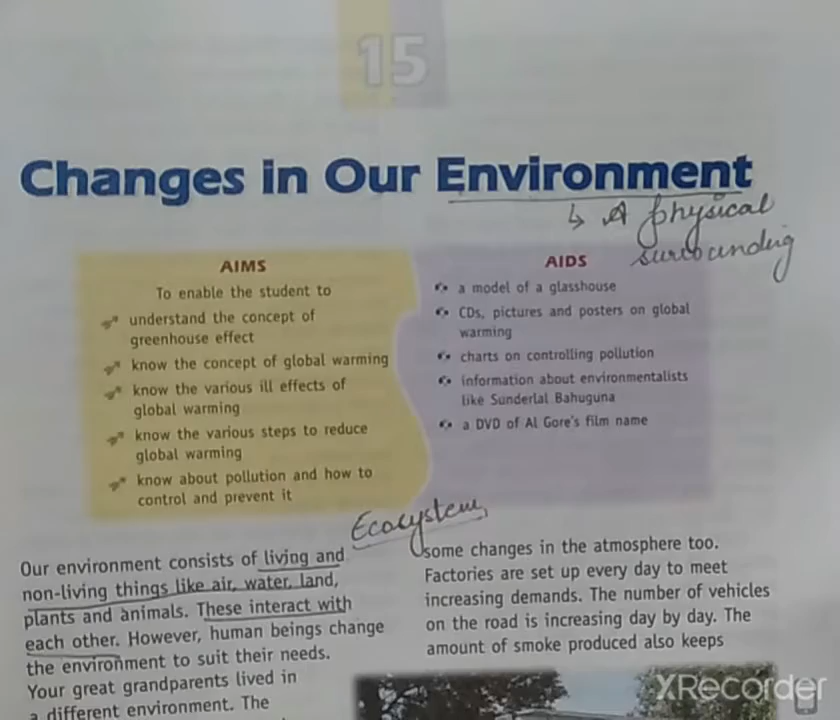 15
Changes in Our Environment
↳ A physical
surrounding
AIMS
To enable the student to
understand the concept of
greenhouse effect
know the concept of global warming
know the various ill effects of
global warming
know the various steps to reduce
global warming
know about pollution and how to
control and prevent it
AIDS
a model of a glasshouse
CDs, pictures and posters on global
warming
charts on controlling pollution
information about environmentalists
like Sunderlal Bahuguna
a DVD of Al Gore's film name
Ecosystem
Our environment consists of living and
non-living things like air, water, land,
plants and animals. These interact with
each other. However, human beings change
the environment to suit their needs.
Your great grandparents lived in
a different environment. The
some changes in the atmosphere too.
Factories are set up every day to meet
increasing demands. The number of vehicles
on the road is increasing day by day. The
amount of smoke produced also keeps
XRecorder